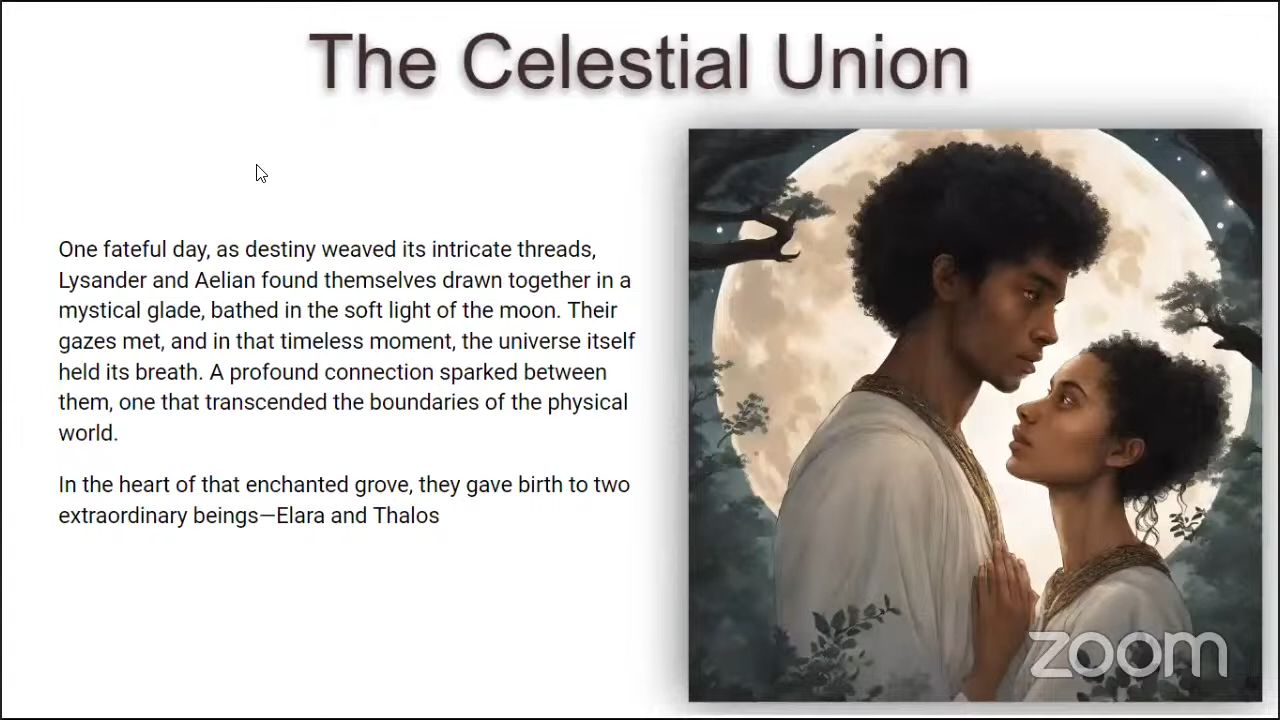 The Celestial Union
One fateful day, as destiny weaved its intricate threads,
Lysander and Aelian found themselves drawn together in a
mystical glade, bathed in the soft light of the moon. Their
gazes met, and in that timeless moment, the universe itself
held its breath. A profound connection sparked between
them, one that transcended the boundaries of the physical
world.
In the heart of that enchanted grove, they gave birth to two
extraordinary beings—Elara and Thalos
zoom